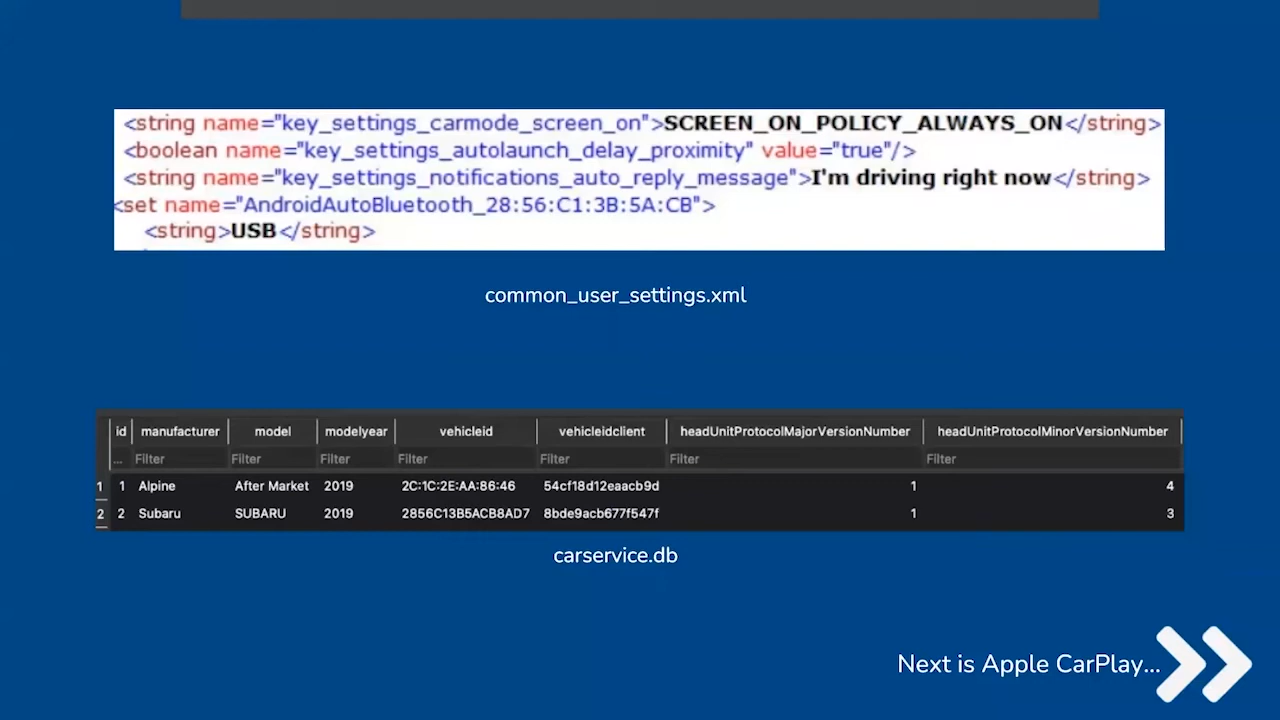 <string name="key_settings_carmode_screen_on">SCREEN_ON_POLICY_ALWAYS_ON</string>
<boolean name="key_settings_autolaunch_delay_proximity" value="true"/>
<string name="key_settings_notifications_auto_reply_message">I'm driving right now</string>
<set name="AndroidAutoBluetooth_28:56:C1:3B:5A:CB">
<string>USB</string>
common_user_settings.xml
id manufacturer model modelyear vehicleid vehicleidclient headUnitProtocolMajorVersionNumber headUnitProtocolMinorVersionNumber
... Filter Filter Filter Filter Filter Filter Filter
1 1 Alpine After Market 2019 2C:1C:2E:AA:86:46 54cf18d12eaacb9d 1 4
2 2 Subaru SUBARU 2019 2856C13B5ACB8AD7 8bde9acb677f547f 1 3
carservice.db
Next is Apple CarPlay...